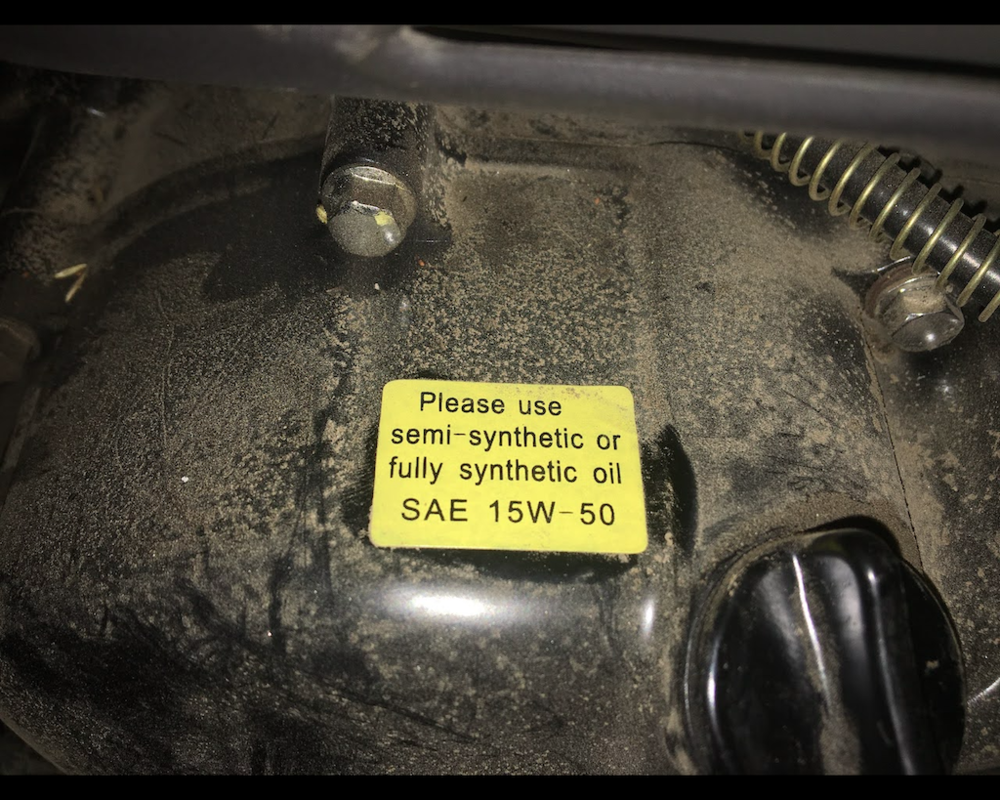 Please use
semi-synthetic or
fully synthetic oil
SAE 15W-50